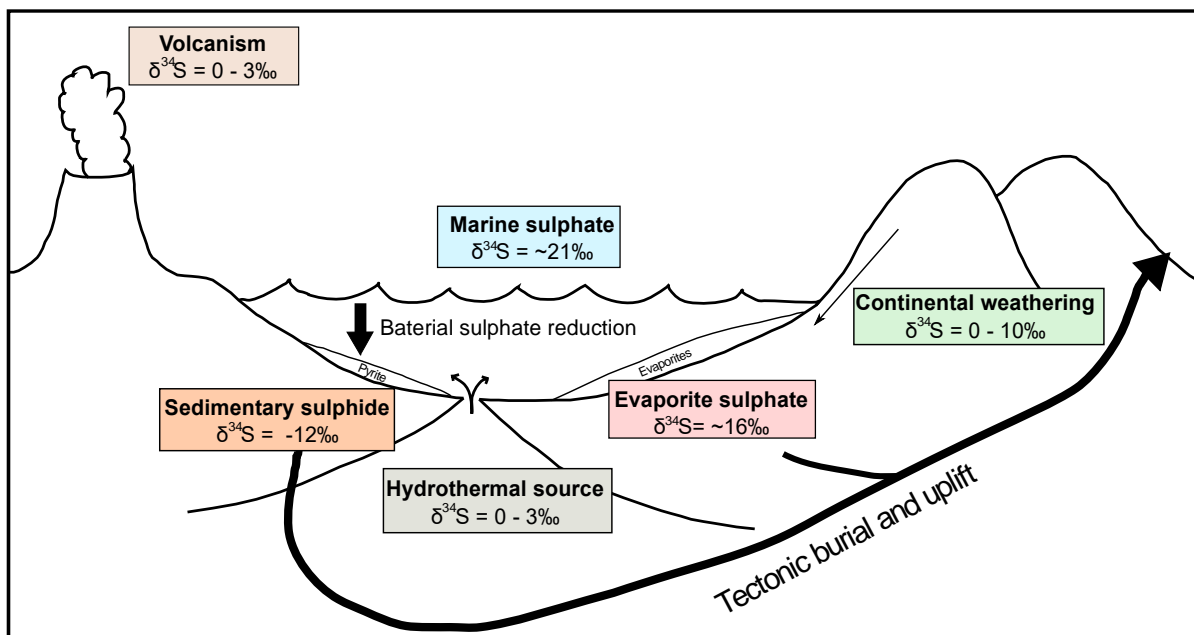 Volcanism
δ³⁴S = 0 - 3‰
Marine sulphate
δ³⁴S = ~21‰
Baterial sulphate reduction
Continental weathering
δ³⁴S = 0 - 10‰
Pyrite
Evaporites
Sedimentary sulphide
δ³⁴S = -12‰
Evaporite sulphate
δ³⁴S= ~16‰
Hydrothermal source
δ³⁴S = 0 - 3‰
Tectonic burial and uplift